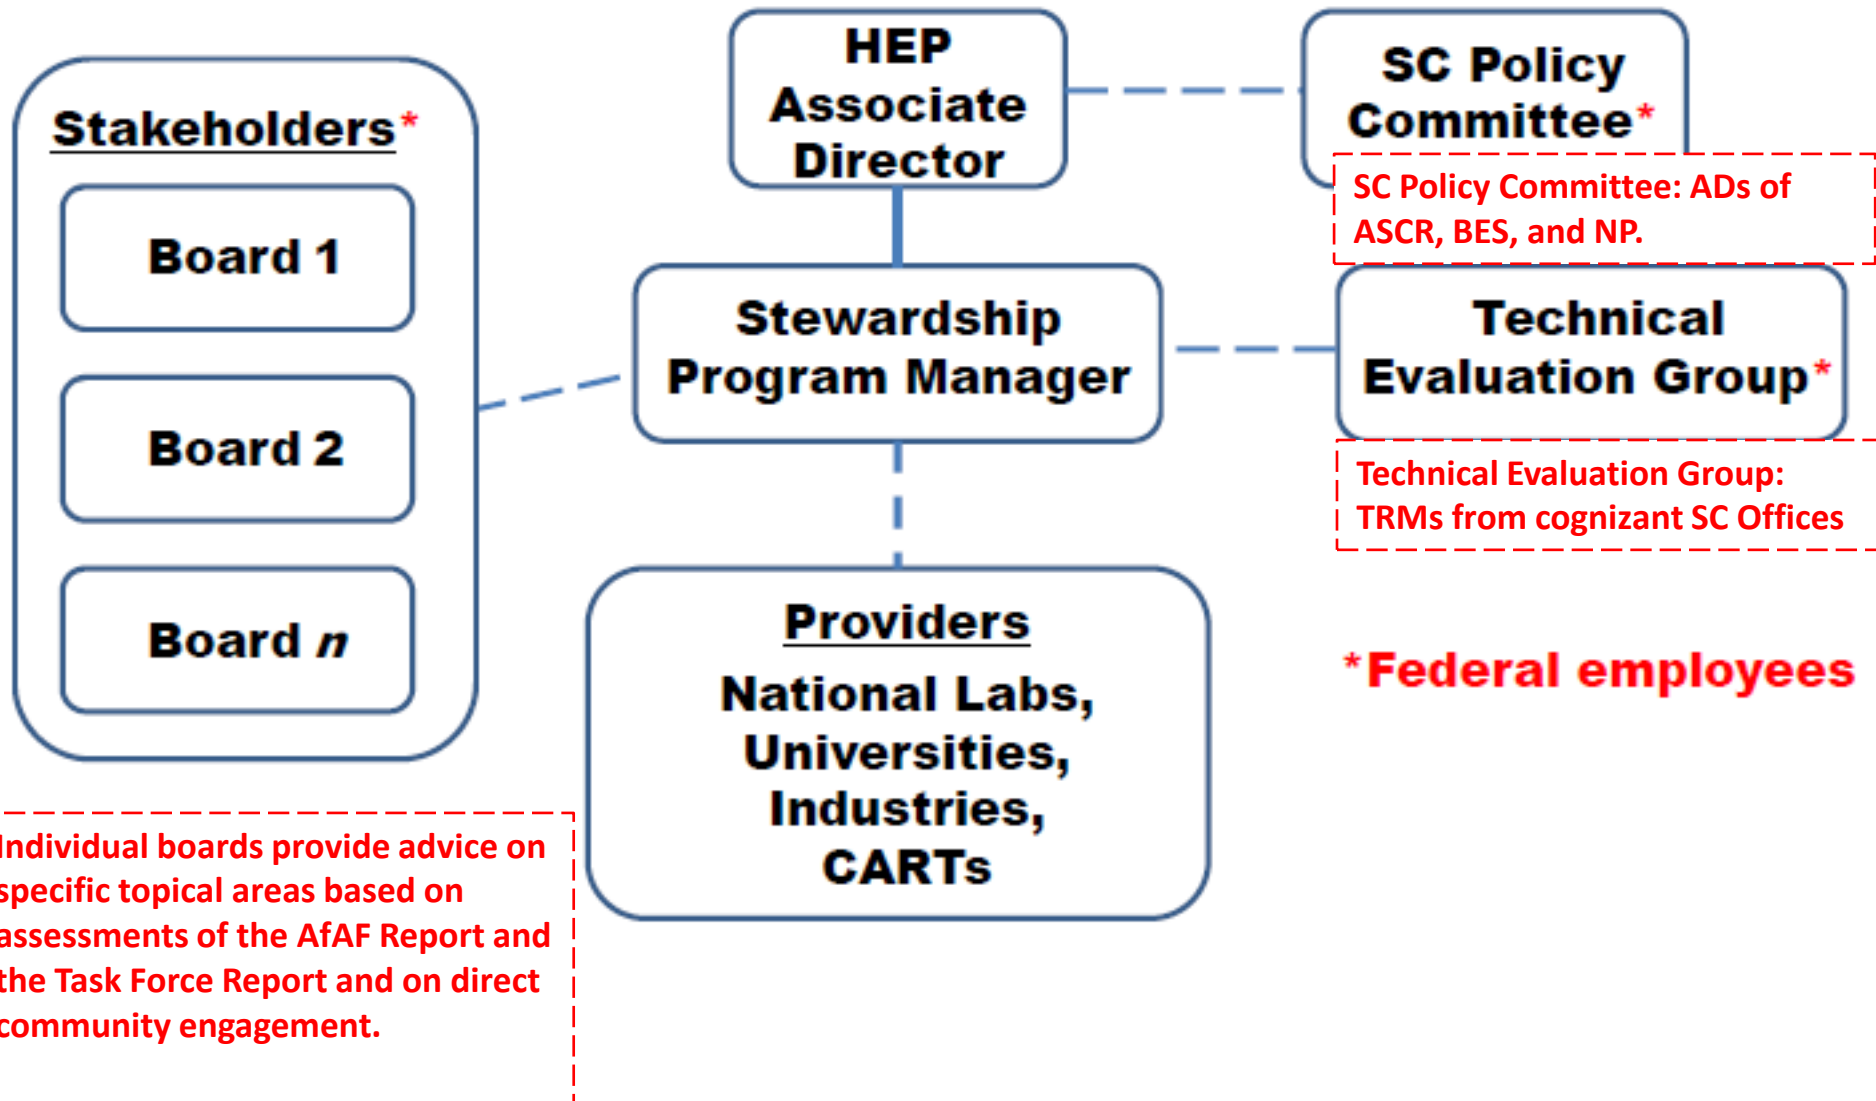 HEP
Associate
Director
SC Policy
Committee*
SC Policy Committee: ADs of
ASCR, BES, and NP.
Stakeholders*
Board 1
Board 2
Board n
Stewardship
Program Manager
Technical
Evaluation Group*
Technical Evaluation Group:
TRMs from cognizant SC Offices
Providers
National Labs,
Universities,
Industries,
CARTs
*Federal employees
Individual boards provide advice on
specific topical areas based on
assessments of the AfAF Report and
the Task Force Report and on direct
community engagement.